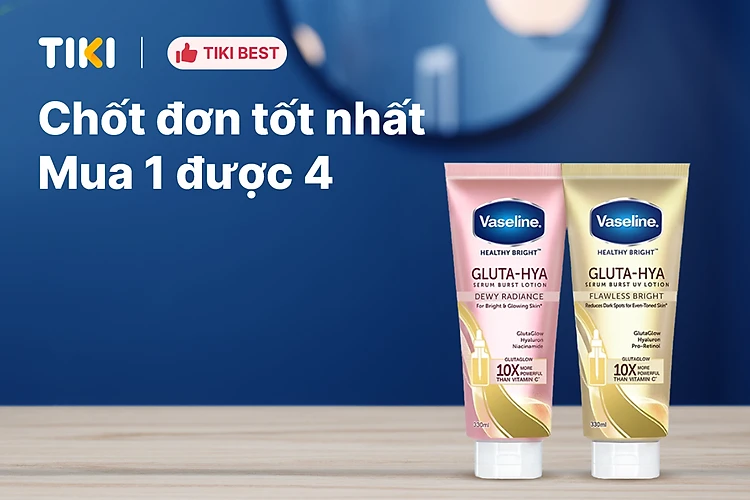 TIKI
TIKI BEST
Chốt đơn tốt nhất
Mua 1 được 4
Vaseline.
HEALTHY BRIGHT™
GLUTA-HYA
SERUM BURST LOTION
DEWY RADIANCE
For Bright & Glowing Skin*
GlutaGlow
Hyaluron
Niacinamide
GLUTAGLOW
10X MORE POWERFUL
THAN VITAMIN C*
330ml
Vaseline.
HEALTHY BRIGHT™
GLUTA-HYA
SERUM BURST UV LOTION
FLAWLESS BRIGHT
Reduces Dark Spots for Even-Toned Skin*
GlutaGlow
Hyaluron
Pro-Retinol
GLUTAGLOW
10X MORE POWERFUL
THAN VITAMIN C*
330ml